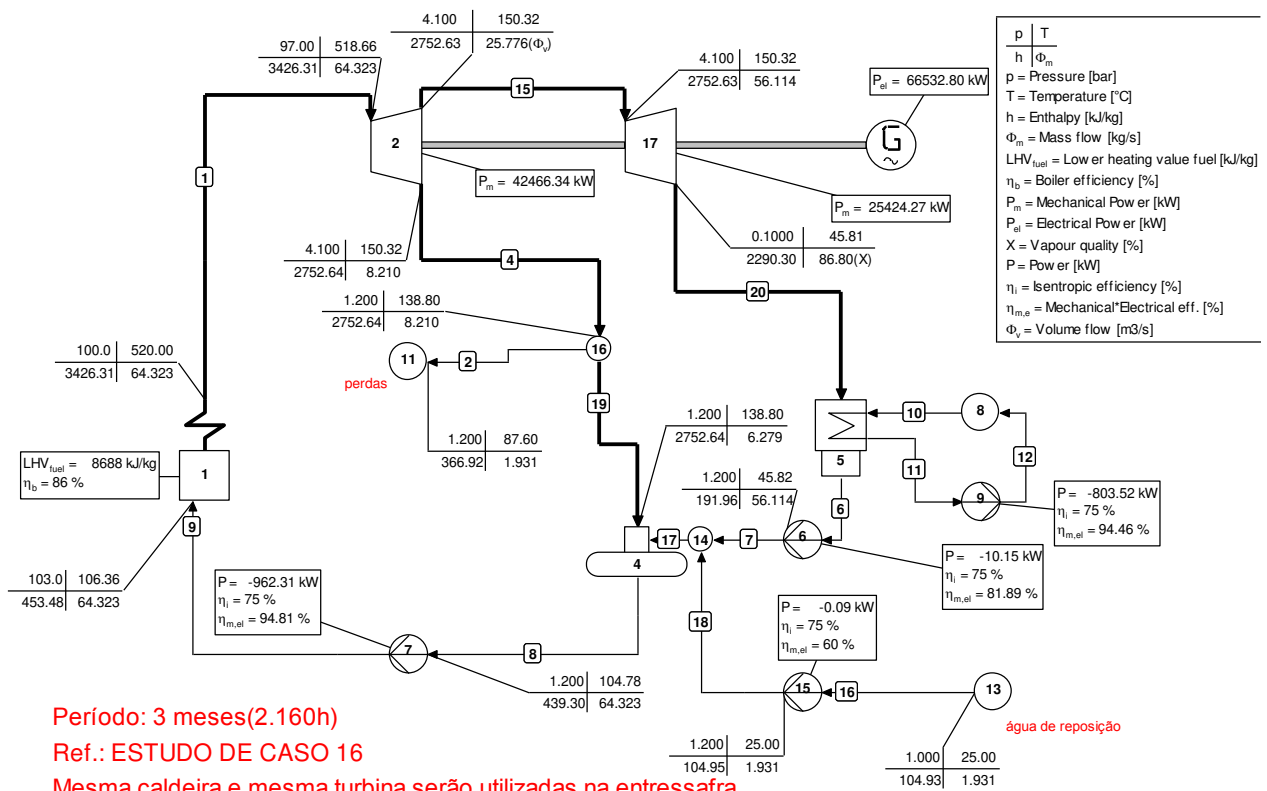 4.100 150.32
2752.63 25.776(Φv)
97.00 518.66
3426.31 64.323
4.100 150.32
2752.63 56.114
Pel = 66532.80 kW
p T
h Φm
p = Pressure [bar]
T = Temperature [°C]
h = Enthalpy [kJ/kg]
Φm = Mass flow [kg/s]
LHVfuel = Lower heating value fuel [kJ/kg]
ηb = Boiler efficiency [%]
Pm = Mechanical Power [kW]
Pel = Electrical Power [kW]
X = Vapour quality [%]
P = Power [kW]
ηi = Isentropic efficiency [%]
ηm,e = Mechanical*Electrical eff. [%]
Φv = Volume flow [m3/s]
15
2
17
G
~
1
Pm = 42466.34 kW
Pm = 25424.27 kW
4.100 150.32
2752.64 8.210
4
0.1000 45.81
2290.30 86.80(X)
20
1.200 138.80
2752.64 8.210
100.0 520.00
3426.31 64.323
11
2
16
perdas
19
1.200 138.80
2752.64 6.279
10
8
1.200 87.60
366.92 1.931
LHVfuel = 8688 kJ/kg
ηb = 86 %
1
5
11
12
9
P = -803.52 kW
ηi = 75 %
ηm,el = 94.46 %
1.200 45.82
191.96 56.114
6
9
4
17
14
7
6
P = -10.15 kW
ηi = 75 %
ηm,el = 81.89 %
103.0 106.36
453.48 64.323
P = -962.31 kW
ηi = 75 %
ηm,el = 94.81 %
P = -0.09 kW
ηi = 75 %
ηm,el = 60 %
18
7
8
1.200 104.78
439.30 64.323
15
16
13
água de reposição
1.200 25.00
104.95 1.931
1.000 25.00
104.93 1.931
Período: 3 meses(2.160h)
Ref.: ESTUDO DE CASO 16
Mesma caldeira e mesma turbina serão utilizadas na entressafra